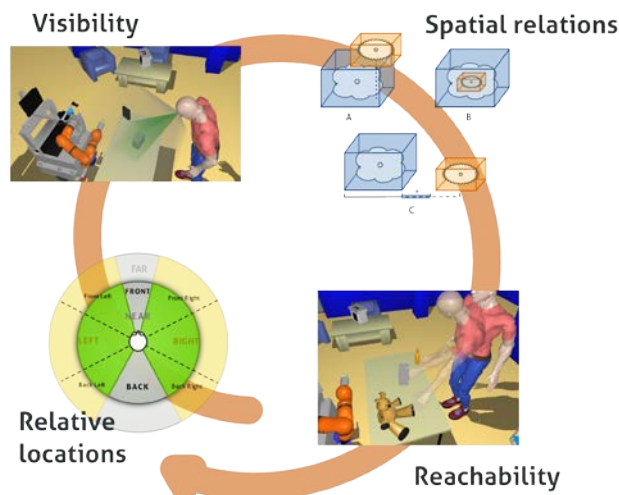 Visibility
Spatial relations
A
B
C
FAR
Front Left
FRONT
Front Right
NEAR
LEFT
RIGHT
Back Left
BACK
Back Right
Relative
locations
Reachability